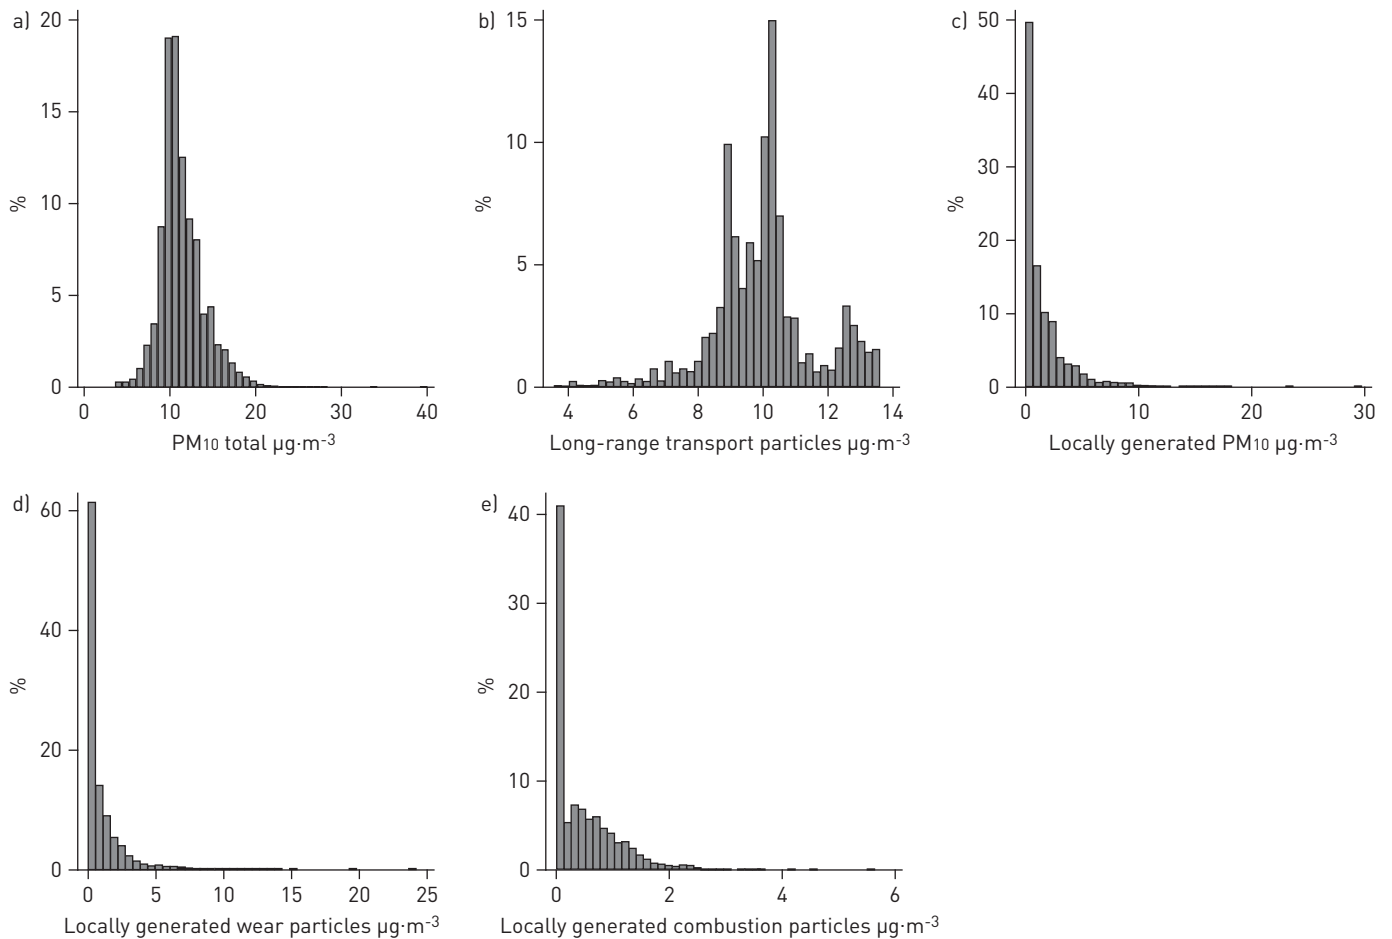 a)
20
15
10
5
0
%
0 10 20 30 40
PM10 total µg·m-3
b)
15
10
5
0
%
4 6 8 10 12 14
Long-range transport particles µg·m-3
c)
50
40
30
20
10
0
%
0 10 20 30
Locally generated PM10 µg·m-3
d)
60
40
20
0
%
0 5 10 15 20 25
Locally generated wear particles µg·m-3
e)
40
30
20
10
0
%
0 2 4 6
Locally generated combustion particles µg·m-3